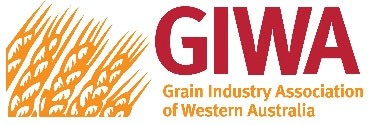 GIWA
Grain Industry Association
of Western Australia